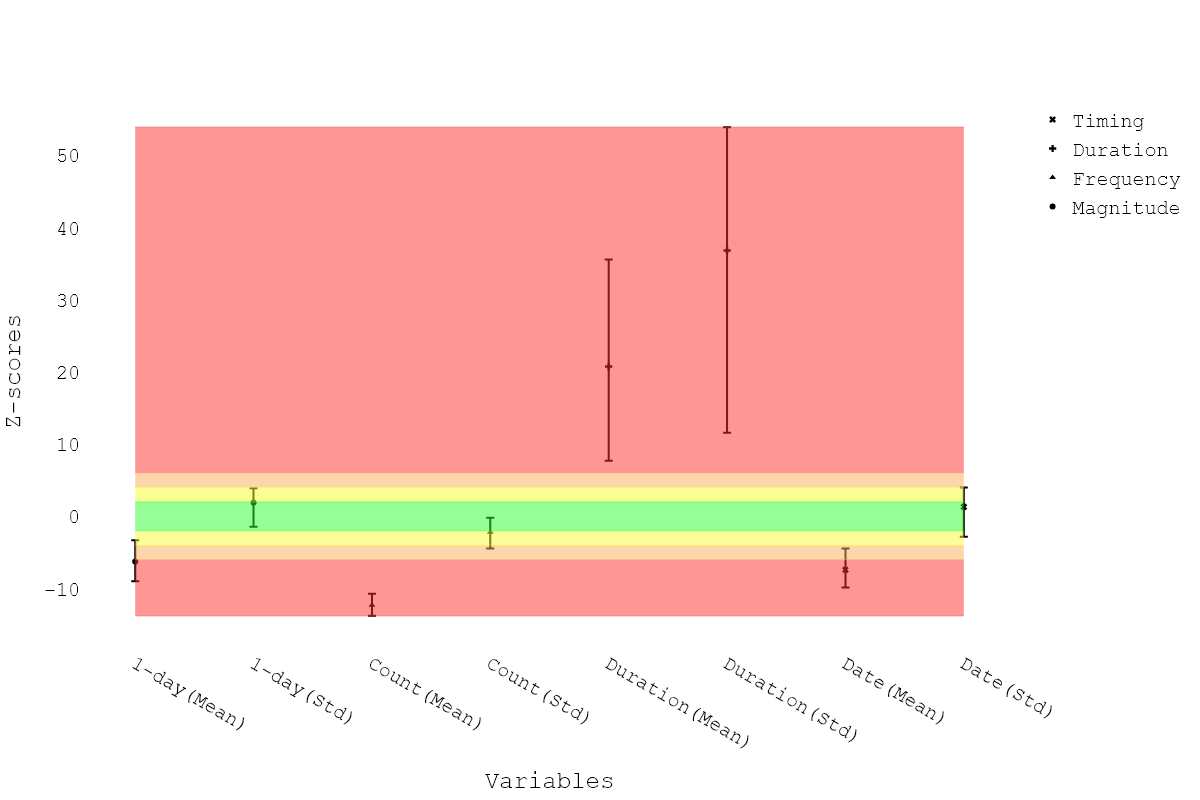 Timing
Duration
Frequency
Magnitude
50
40
30
20
10
0
-10
Z-scores
1-day(Mean)
1-day(Std)
Count(Mean)
Count(Std)
Duration(Mean)
Duration(Std)
Date(Mean)
Date(Std)
Variables